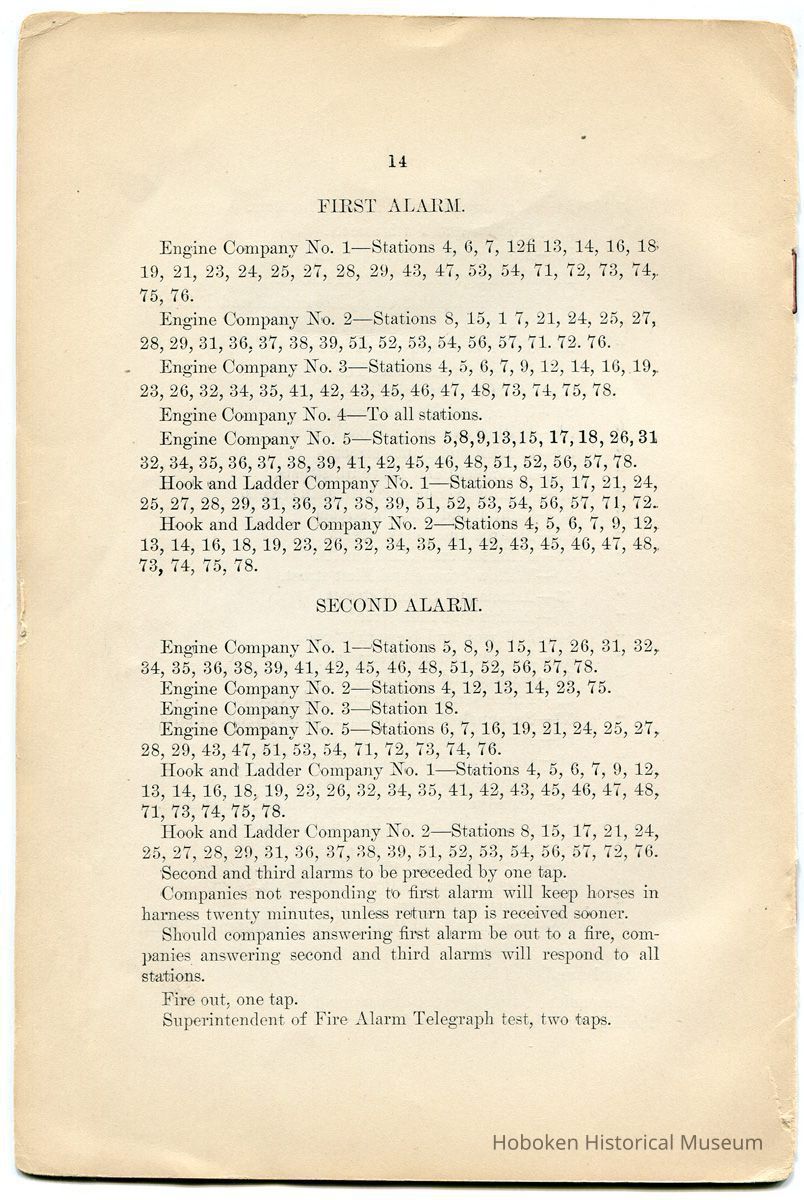 14
FIRST ALARM.
Engine Company No. 1—Stations 4, 6, 7, 12fi 13, 14, 16, 18
19, 21, 23, 24, 25, 27, 28, 29, 43, 47, 53, 54, 71, 72, 73, 74,
75, 76.
Engine Company No. 2—Stations 8, 15, 1 7, 21, 24, 25, 27,
28, 29, 31, 36, 37, 38, 39, 51, 52, 53, 54, 56, 57, 71. 72. 76.
Engine Company No. 3—Stations 4, 5, 6, 7, 9, 12, 14, 16, 19,
23, 26, 32, 34, 35, 41, 42, 43, 45, 46, 47, 48, 73, 74, 75, 78.
Engine Company No. 4—To all stations.
Engine Company No. 5—Stations 5,8,9,13,15, 17,18, 26,31
32, 34, 35, 36, 37, 38, 39, 41, 42, 45, 46, 48, 51, 52, 56, 57, 78.
Hook and Ladder Company No. 1—Stations 8, 15, 17, 21, 24,
25, 27, 28, 29, 31, 36, 37, 38, 39, 51, 52, 53, 54, 56, 57, 71, 72.
Hook and Ladder Company No. 2—Stations 4, 5, 6, 7, 9, 12,
13, 14, 16, 18, 19, 23, 26, 32, 34, 35, 41, 42, 43, 45, 46, 47, 48,
73, 74, 75, 78.
SECOND ALARM.
Engine Company No. 1—Stations 5, 8, 9, 15, 17, 26, 31, 32,
34, 35, 36, 38, 39, 41, 42, 45, 46, 48, 51, 52, 56, 57, 78.
Engine Company No. 2—Stations 4, 12, 13, 14, 23, 75.
Engine Company No. 3—Station 18.
Engine Company No. 5—Stations 6, 7, 16, 19, 21, 24, 25, 27,
28, 29, 43, 47, 51, 53, 54, 71, 72, 73, 74, 76.
Hook and Ladder Company No. 1—Stations 4, 5, 6, 7, 9, 12,
13, 14, 16, 18, 19, 23, 26, 32, 34, 35, 41, 42, 43, 45, 46, 47, 48,
71, 73, 74, 75, 78.
Hook and Ladder Company No. 2—Stations 8, 15, 17, 21, 24,
25, 27, 28, 29, 31, 36, 37, 38, 39, 51, 52, 53, 54, 56, 57, 72, 76.
Second and third alarms to be preceded by one tap.
Companies not responding to first alarm will keep horses in
harness twenty minutes, unless return tap is received sooner.
Should companies answering first alarm be out to a fire, com-
panies answering second and third alarms will respond to all
stations.
Fire out, one tap.
Superintendent of Fire Alarm Telegraph test, two taps.
Hoboken Historical Museum